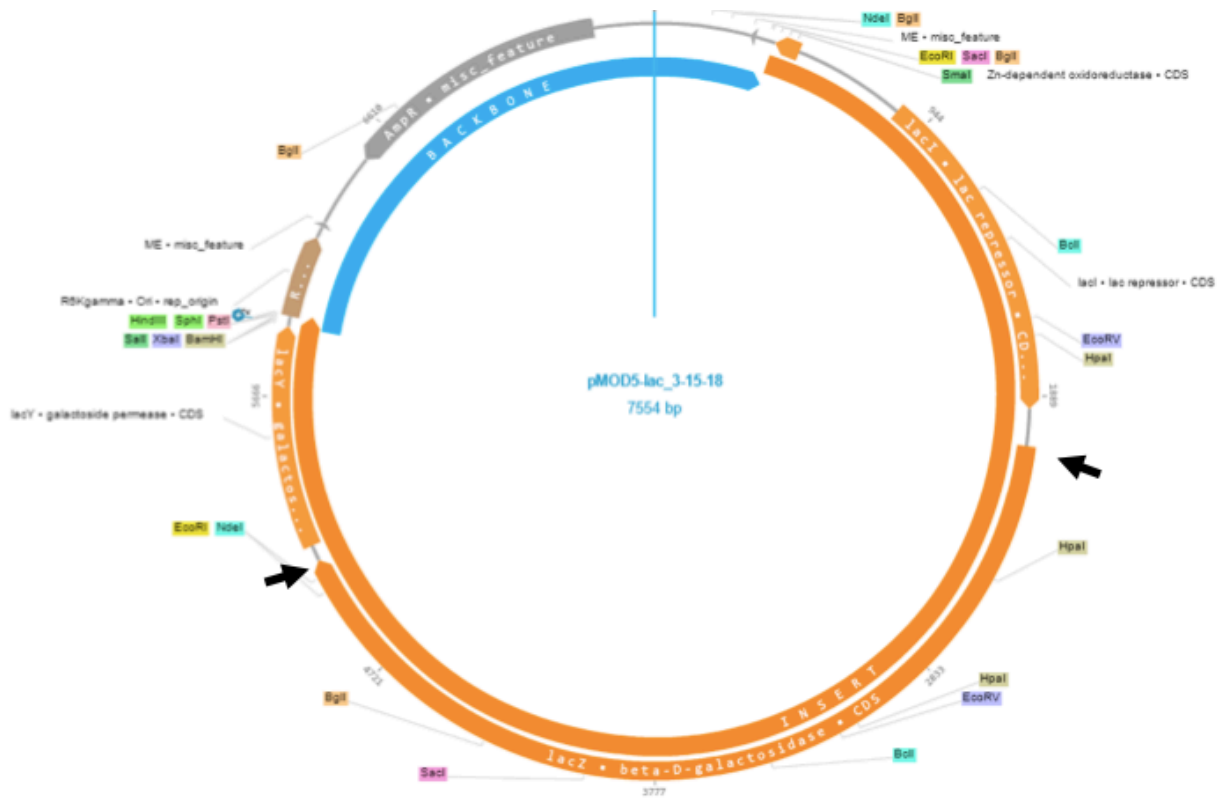 NdeI BglI
ME • misc_feature
EcoRI SacI BglI
SmaI Zn-dependent oxidoreductase • CDS
AmpR • misc_feature
BACKBONE
6610
944
lacI • lac repressor • CD...
BglI
BclI
ME • misc_feature
lacI • lac repressor • CDS
R...
R6Kgamma • Ori • rep_origin
HindIII SphI PstI
SalI XbaI BamHI
EcoRV
HpaI
pMOD5-lac_3-15-18
7554 bp
5666
1889
lacY • galactos...
lacY • galactoside permease • CDS
EcoRI NdeI
HpaI
4721
2833
INSERT
HpaI
EcoRV
BglI
lacZ • beta-D-galactosidase • CDS
BclI
SacI
3777